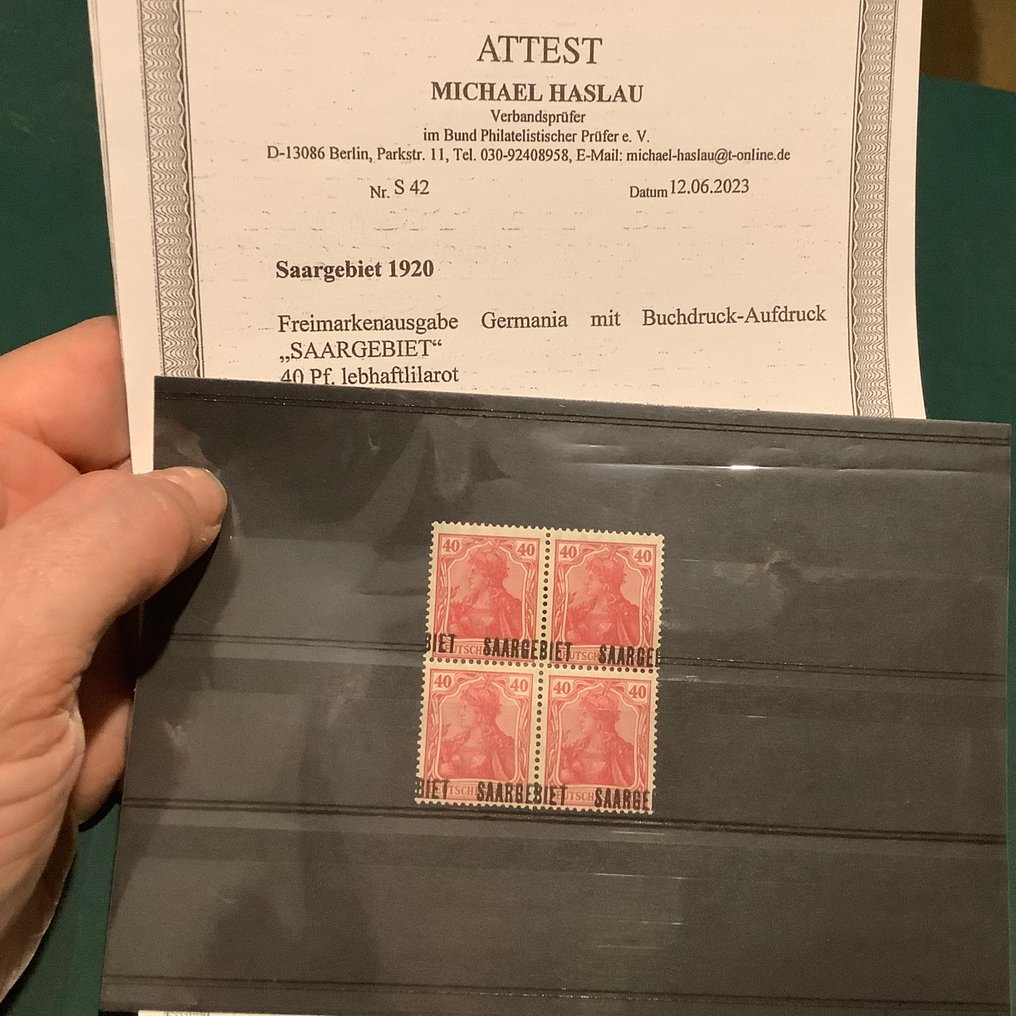 ATTEST
MICHAEL HASLAU
Verbandsprüfer
im Bund Philatelistischer Prüfer e. V.
D-13086 Berlin, Parkstr. 11, Tel. 030-92408958, E-Mail: michael-haslau@t-online.de
Nr. S 42 Datum 12.06.2023
Saargebiet 1920
Freimarkenausgabe Germania mit Buchdruck-Aufdruck
„SAARGEBIET“
40 Pf. lebhaftlilarot
40 40 40 40
BIET SAARGEBIET SAARGE
40 40 40 40
BIET SAARGEBIET SAARGE